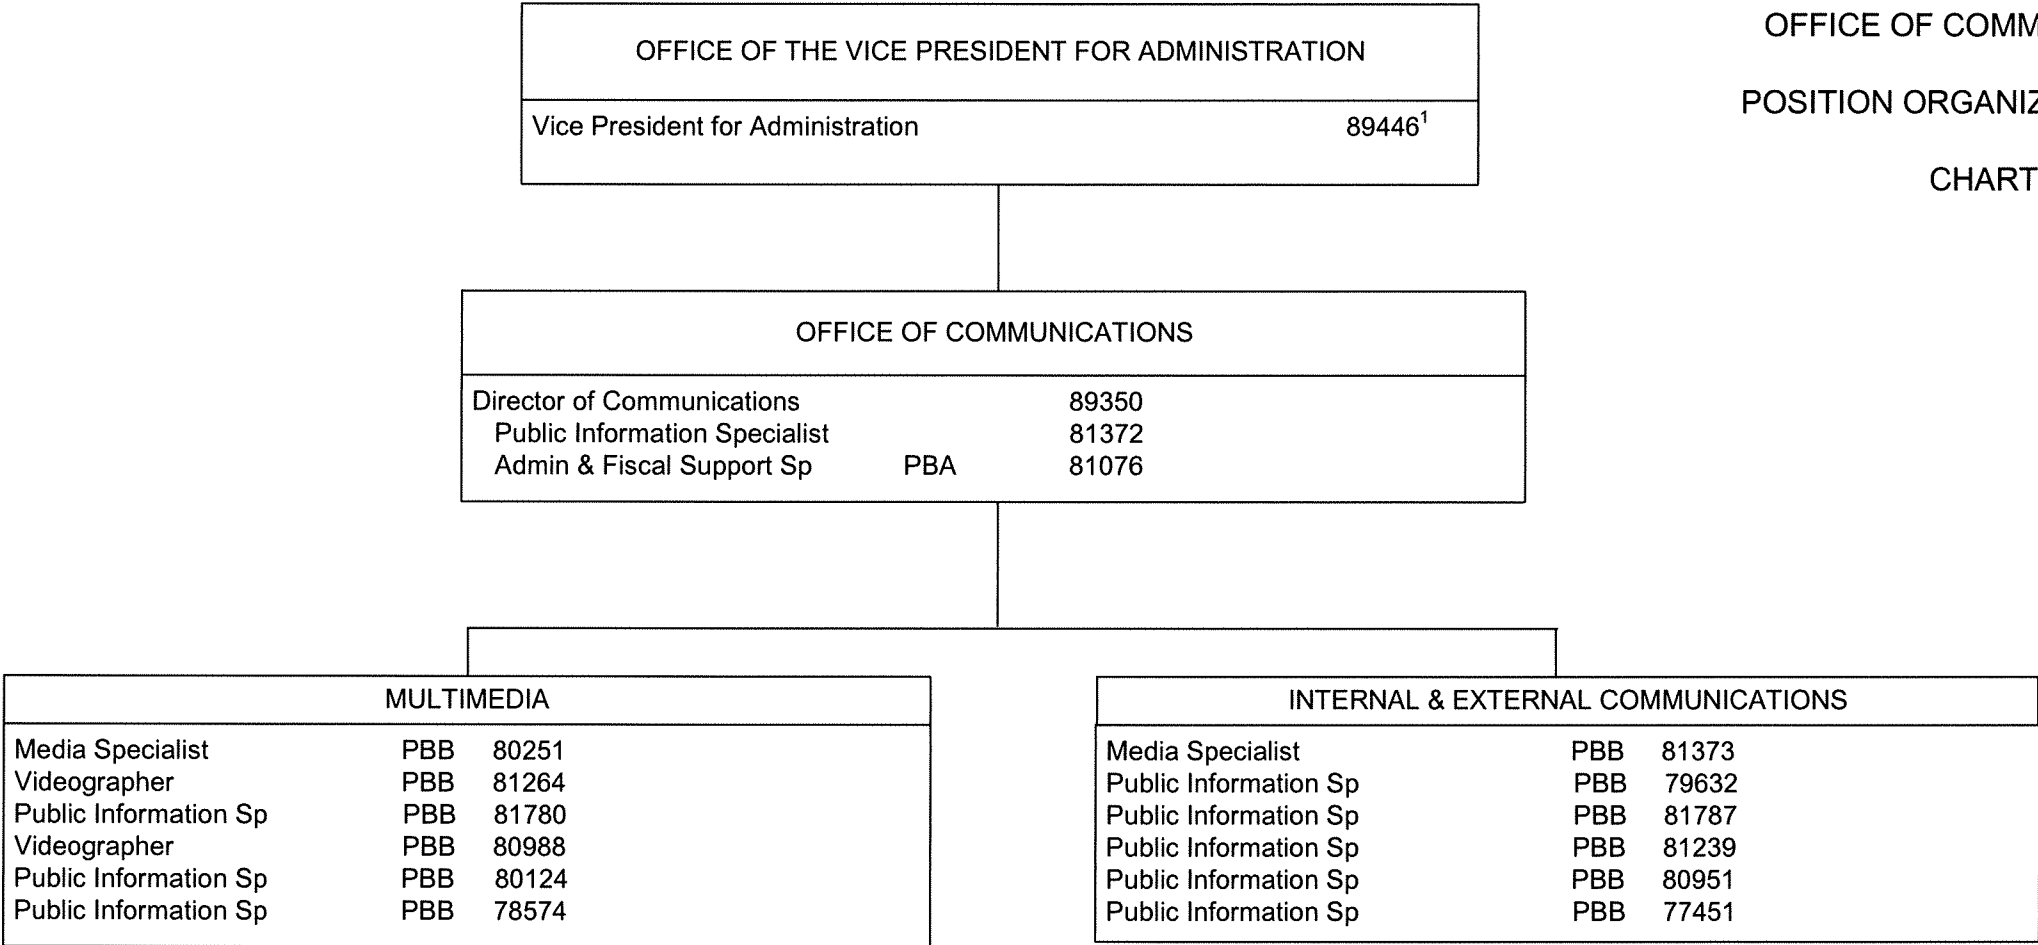 OFFICE OF COMM
POSITION ORGANIZ
CHART
OFFICE OF THE VICE PRESIDENT FOR ADMINISTRATION
Vice President for Administration 89446¹
OFFICE OF COMMUNICATIONS
Director of Communications 89350
Public Information Specialist 81372
Admin & Fiscal Support Sp PBA 81076
MULTIMEDIA
Media Specialist PBB 80251
Videographer PBB 81264
Public Information Sp PBB 81780
Videographer PBB 80988
Public Information Sp PBB 80124
Public Information Sp PBB 78574
INTERNAL & EXTERNAL COMMUNICATIONS
Media Specialist PBB 81373
Public Information Sp PBB 79632
Public Information Sp PBB 81787
Public Information Sp PBB 81239
Public Information Sp PBB 80951
Public Information Sp PBB 77451